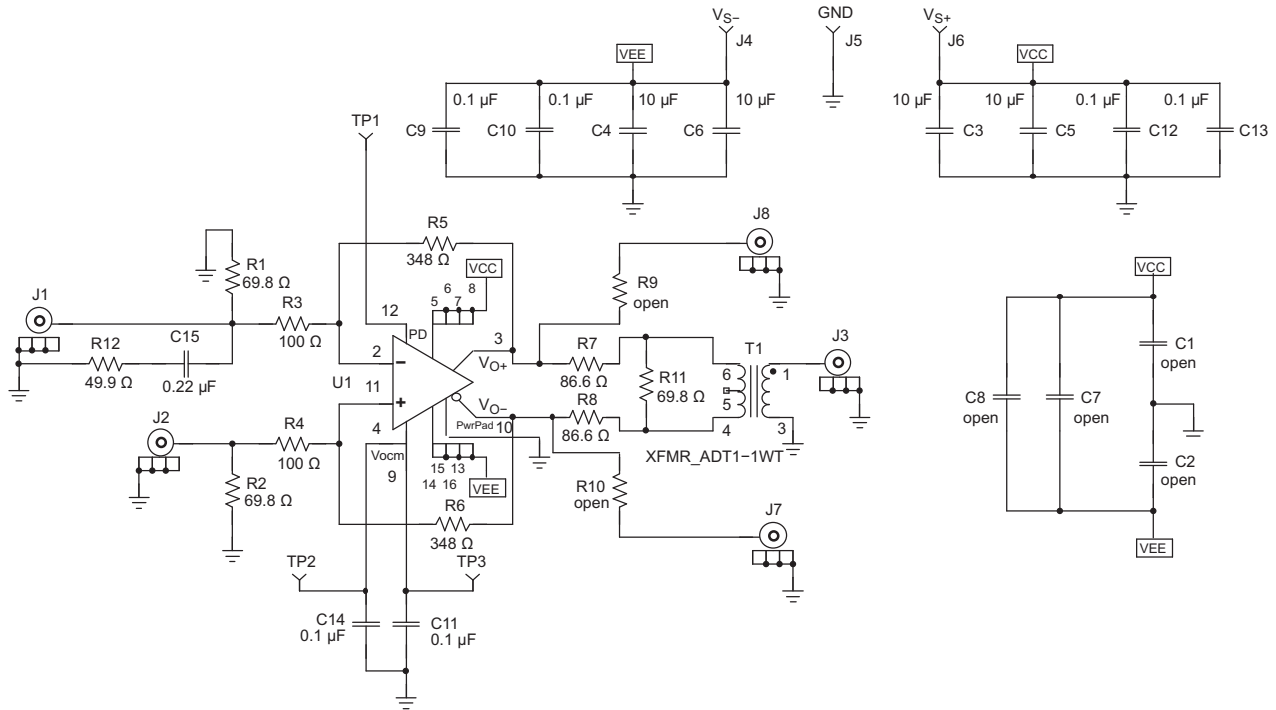 VS− GND VS+
J4 J5 J6
VEE VCC
0.1 µF 0.1 µF 10 µF 10 µF 10 µF 10 µF 0.1 µF 0.1 µF
C9 C10 C4 C6 C3 C5 C12 C13
TP1
J8
R5
348 Ω
VCC
6 8
5 7
R9
open
R1
69.8 Ω
J1
R3
100 Ω
12
PD
3
VO+
R7
86.6 Ω
T1
J3
R12
49.9 Ω
C15
0.22 µF
2
−
U1
11
+
4
Vocm
9
VO−
PwrPad
10
R8
86.6 Ω
R11
69.8 Ω
6
5
4
1
3
XFMR_ADT1−1WT
J2
R4
100 Ω
R2
69.8 Ω
15 13
14 16
VEE
R6
348 Ω
R10
open
J7
VCC
C1
open
C8
open
C7
open
C2
open
VEE
TP2 TP3
C14
0.1 µF
C11
0.1 µF